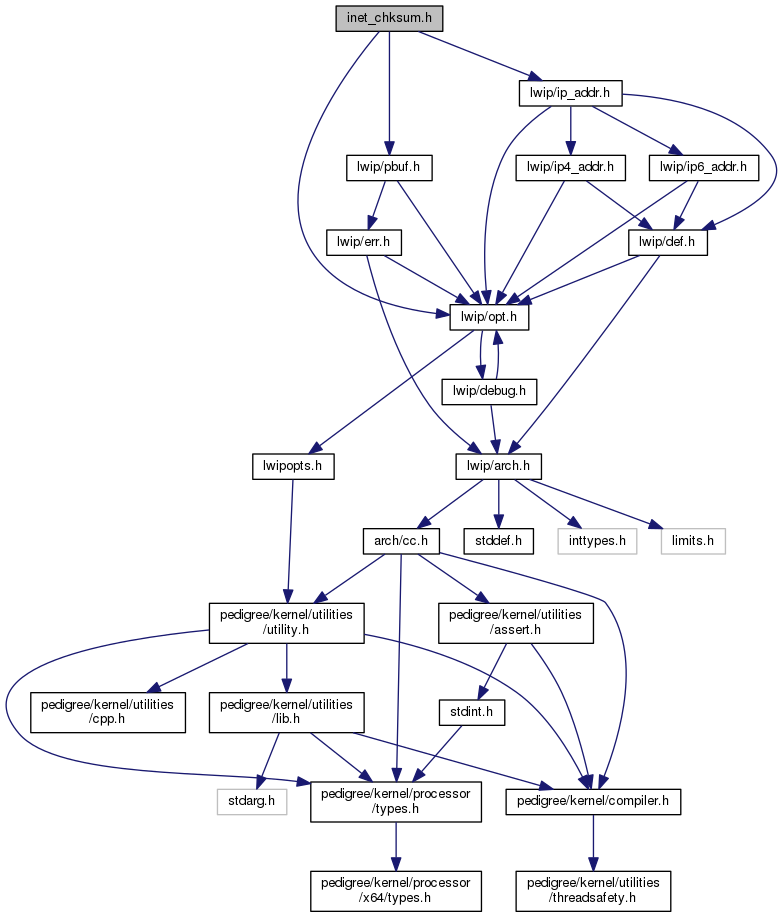 inet_chksum.h
lwip/ip_addr.h
lwip/pbuf.h
lwip/ip4_addr.h
lwip/ip6_addr.h
lwip/err.h
lwip/def.h
lwip/opt.h
lwip/debug.h
lwipopts.h
lwip/arch.h
arch/cc.h
stddef.h
inttypes.h
limits.h
pedigree/kernel/utilities
/utility.h
pedigree/kernel/utilities
/assert.h
pedigree/kernel/utilities
/cpp.h
pedigree/kernel/utilities
/lib.h
stdint.h
stdarg.h
pedigree/kernel/processor
/types.h
pedigree/kernel/compiler.h
pedigree/kernel/processor
/x64/types.h
pedigree/kernel/utilities
/threadsafety.h